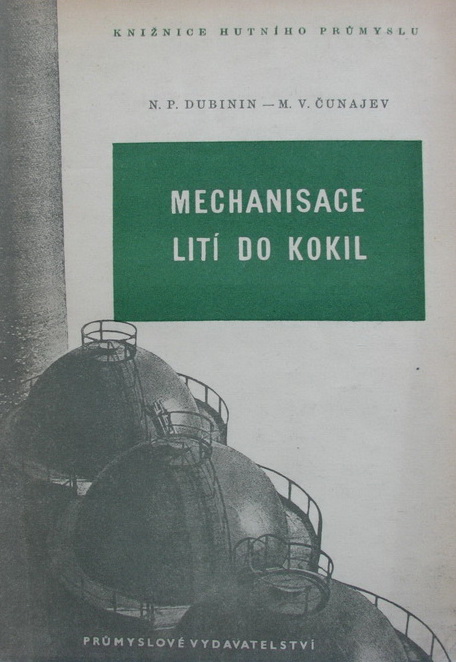 KNIŽNICE HUTNÍHO PRŮMYSLU
N. P. DUBININ — M. V. ČUNAJEV
MECHANISACE
LITÍ DO KOKIL
PRŮMYSLOVÉ VYDAVATELSTVÍ